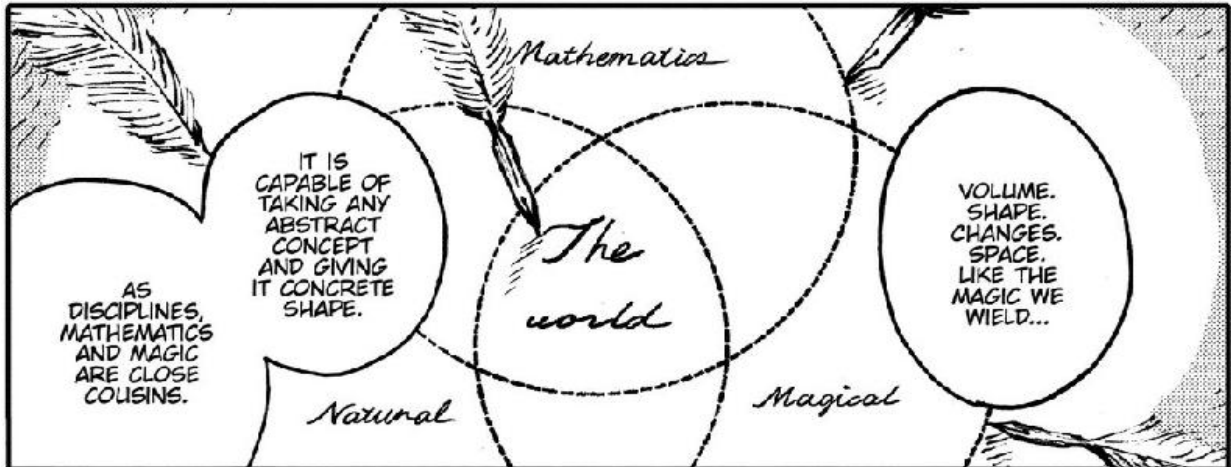 VOLUME.
SHAPE.
CHANGES.
SPACE.
LIKE THE
MAGIC WE
WIELD...
Mathematics
The
world
Natural
Magical
IT IS
CAPABLE OF
TAKING ANY
ABSTRACT
CONCEPT
AND GIVING
IT CONCRETE
SHAPE.
AS
DISCIPLINES,
MATHEMATICS
AND MAGIC
ARE CLOSE
COUSINS.